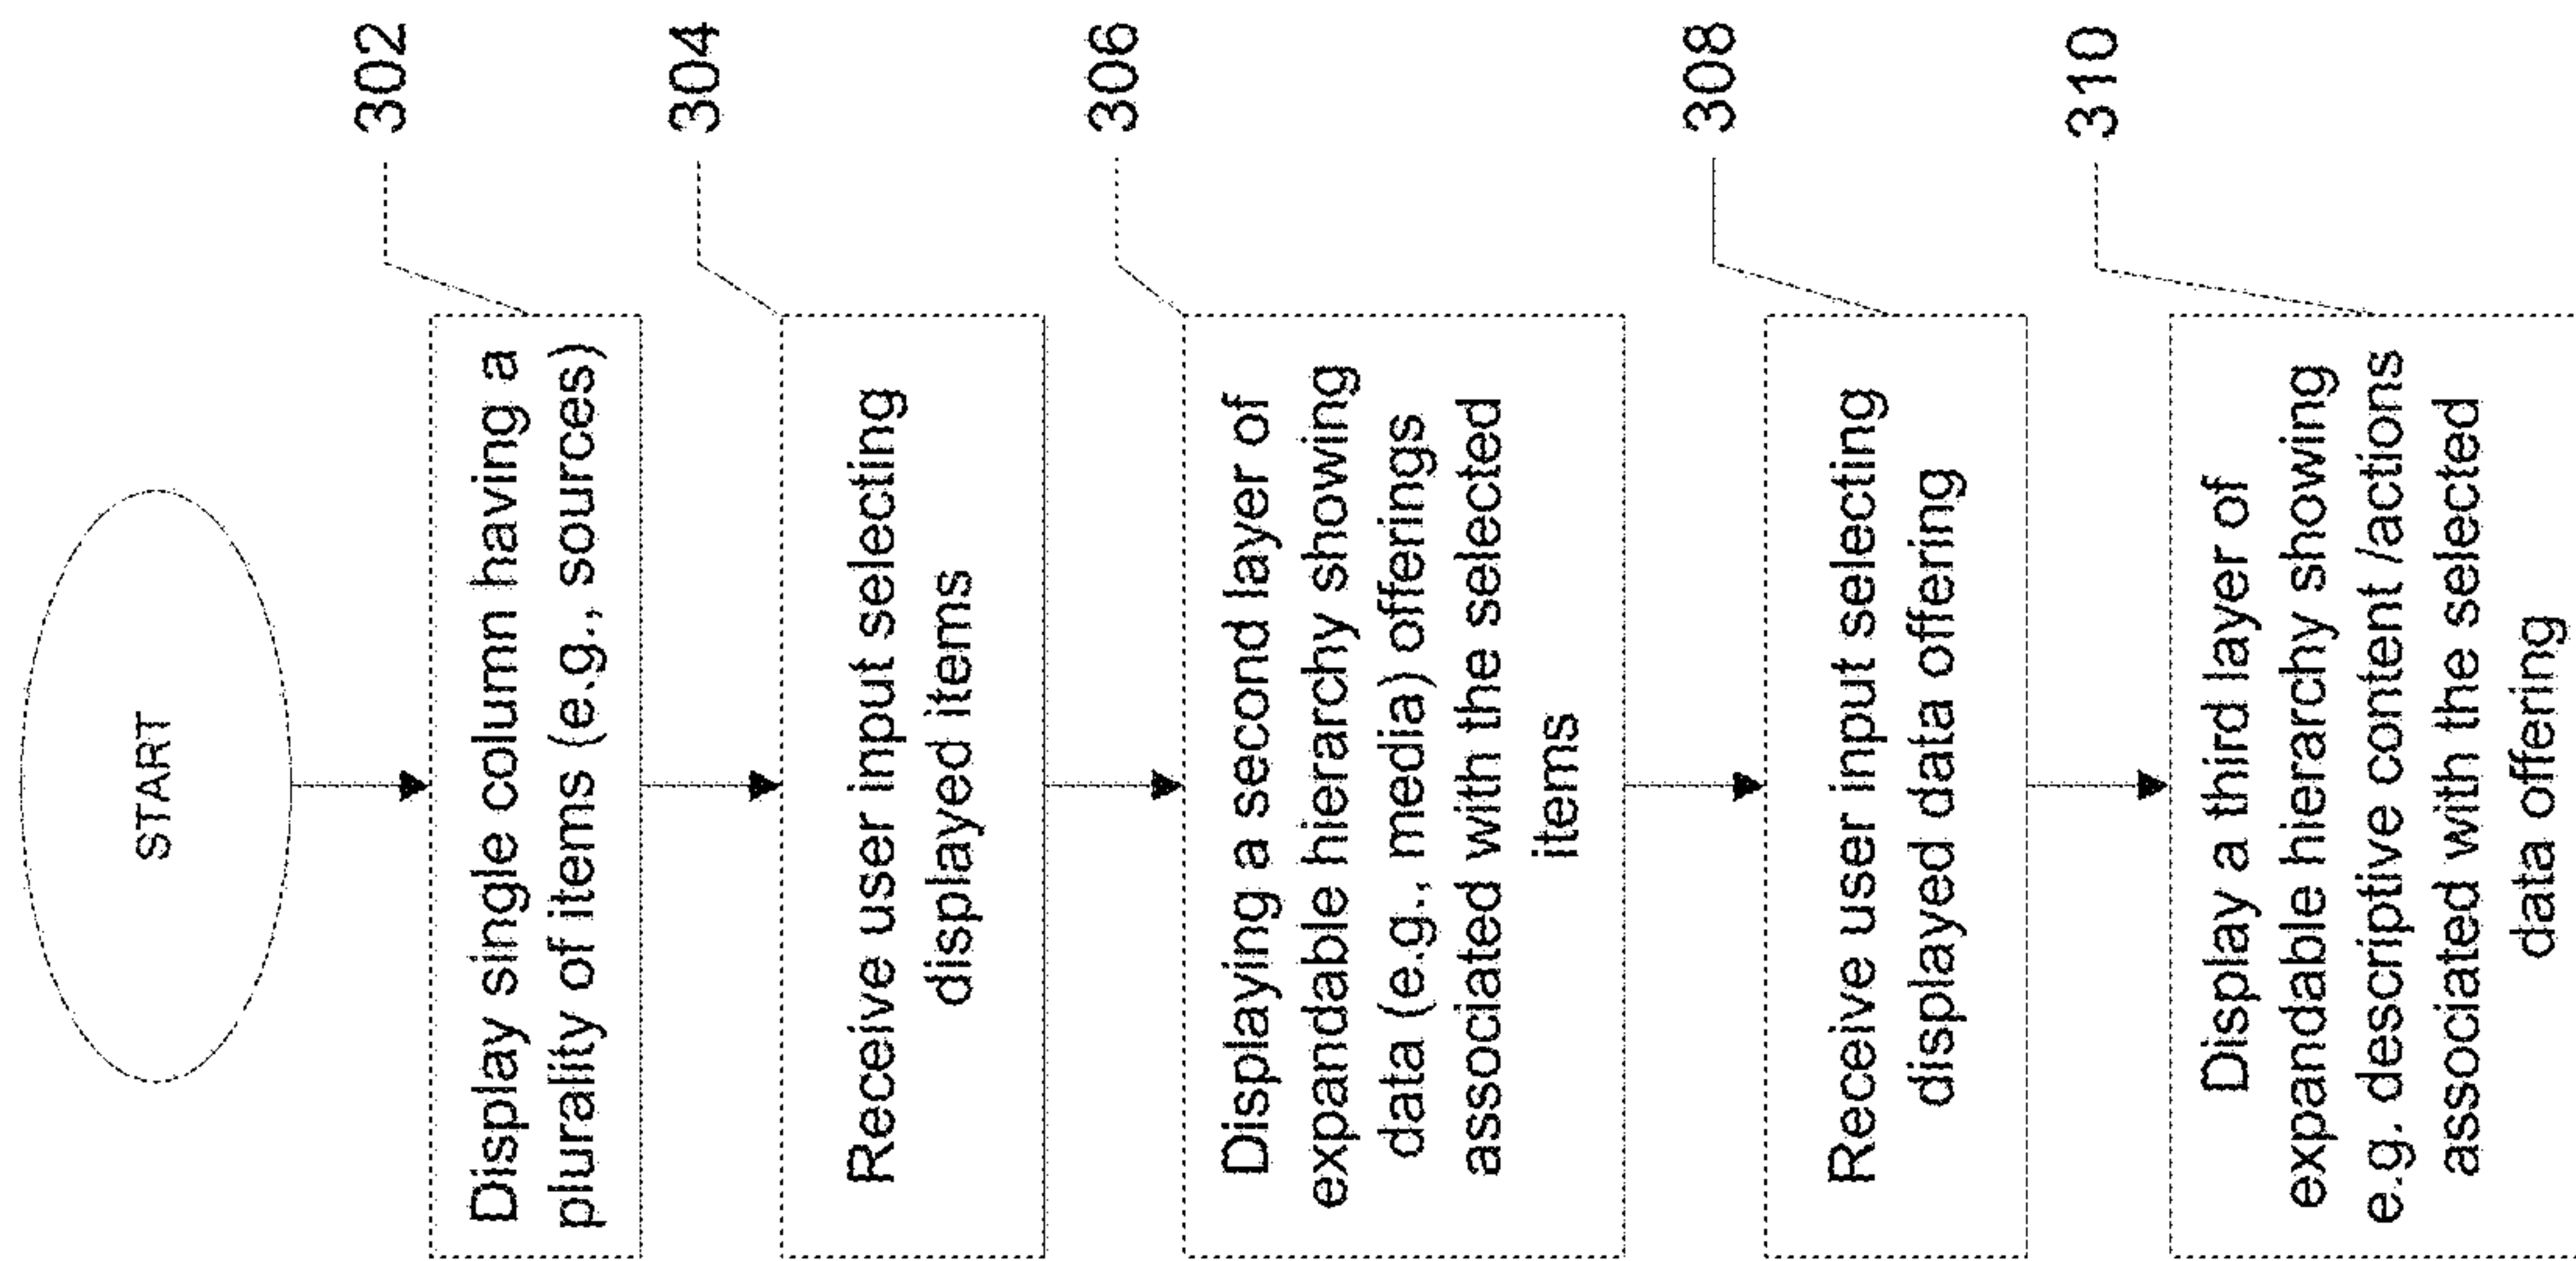 START
302
Display single column having a
plurality of items (e.g., sources)
304
Receive user input selecting
displayed items
306
Displaying a second layer of
expandable hierarchy showing
data (e.g., media) offerings
associated with the selected
items
308
Receive user input selecting
displayed data offering
310
Display a third layer of
expandable hierarchy showing
e.g. descriptive content /actions
associated with the selected
data offering